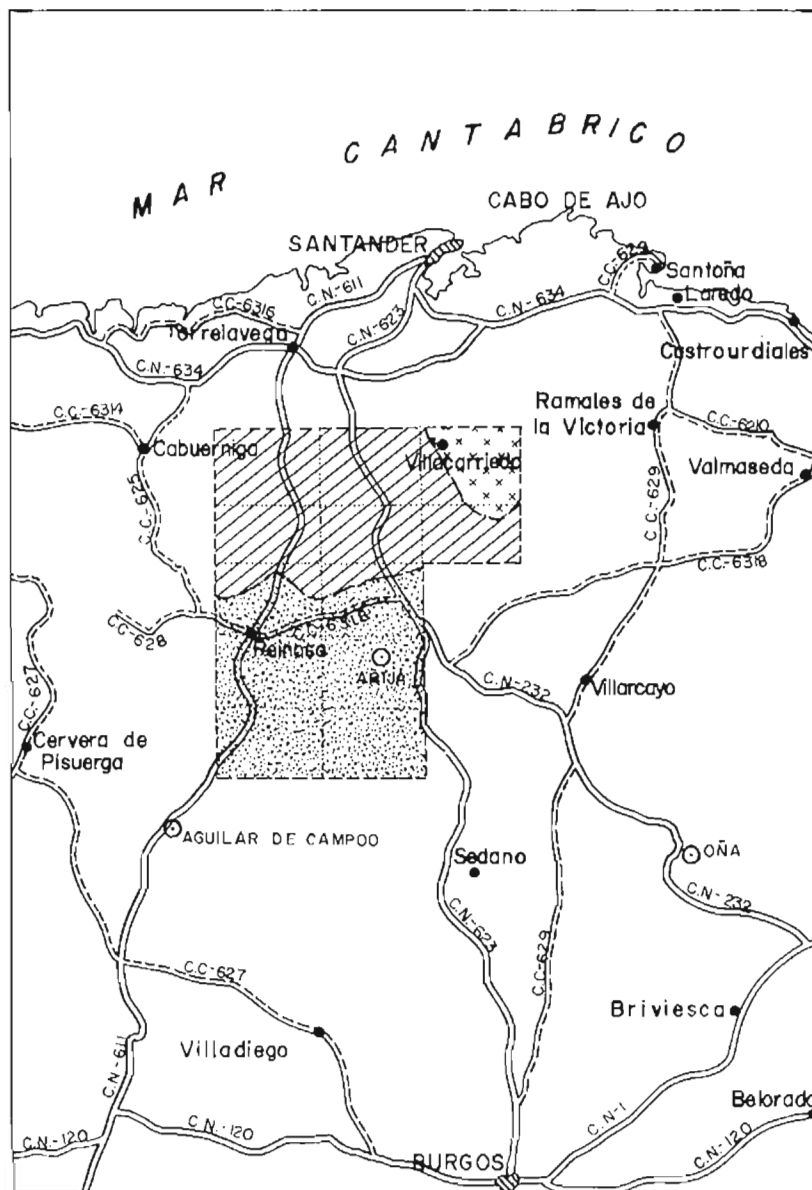 MAR CANTABRICO
CABO DE AJO
SANTANDER
C.C-629
Santoña
Laredo
C.N-611
C.C-6316
C.N-634
C.N-623
Torrelavega
Castrourdiales
C.N.-634
Ramales de
la Victoria
C.C-6314
C.C-6210
Cabuerniga
Villacarriedo
Valmaseda
C.C-625
C.C.-629
C.C-6318
C.C-628
C.C-6318
Reinosa
ARIJA
C.N-232
Villarcayo
C.C-627
Cervera de
Pisuerga
AGUILAR DE CAMPOO
OÑA
Sedano
C.N-232
C.N-623
C.C-629
C.C-627
Briviesca
Villadiego
C.N-611
C.N-1
Belorado
C.N.-120
C.N-120
C.N-120
BURGOS